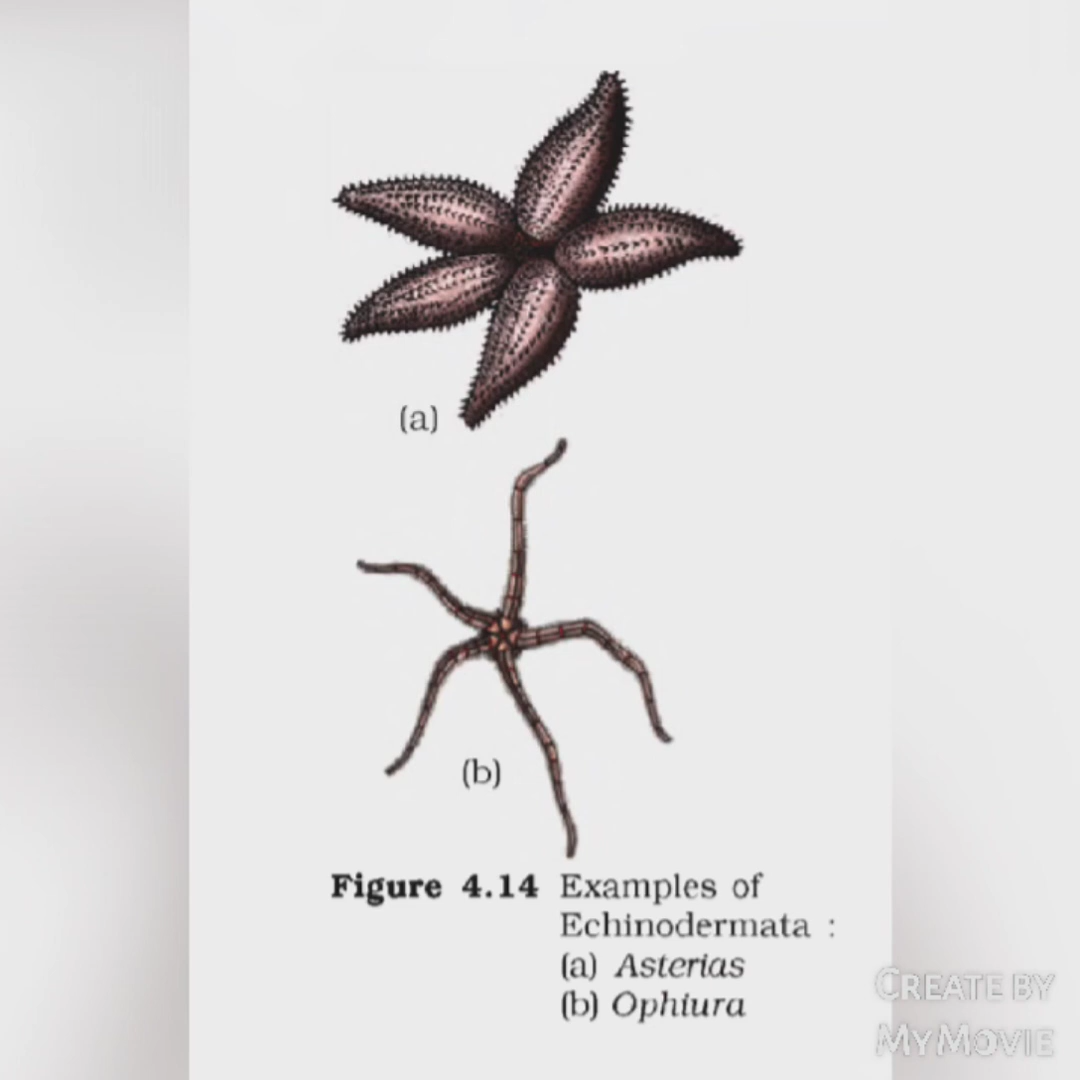 (a)
(b)
Figure 4.14 Examples of
Echinodermata :
(a) Asterias
(b) Ophiura
CREATE BY
MYMOVIE